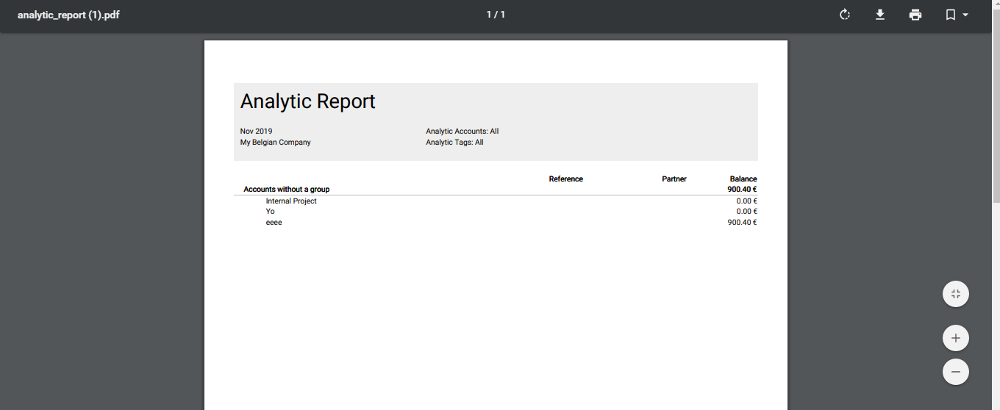 analytic_report (1).pdf
1 / 1
Analytic Report
Nov 2019 Analytic Accounts: All
My Belgian Company Analytic Tags: All
Reference Partner Balance
Accounts without a group 900.40 €
Internal Project 0.00 €
Yo 0.00 €
eeee 900.40 €